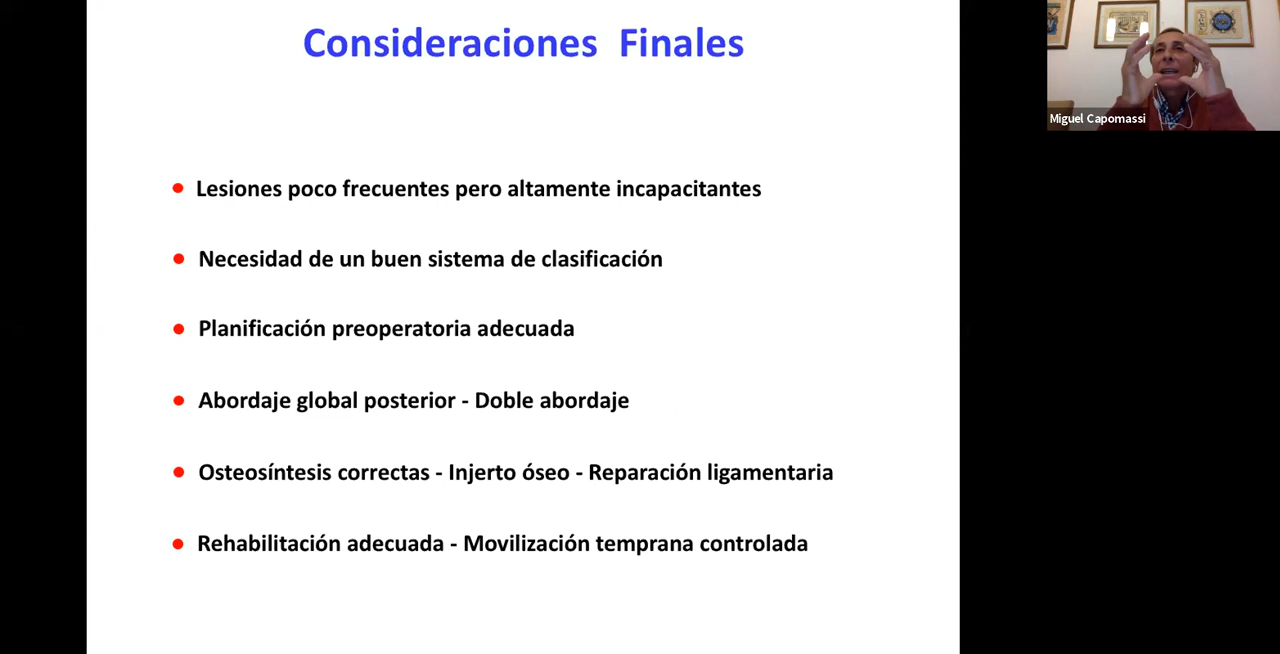 Consideraciones Finales
Miguel Capomassi
Lesiones poco frecuentes pero altamente incapacitantes
Necesidad de un buen sistema de clasificación
Planificación preoperatoria adecuada
Abordaje global posterior - Doble abordaje
Osteosíntesis correctas - Injerto óseo - Reparación ligamentaria
Rehabilitación adecuada - Movilización temprana controlada